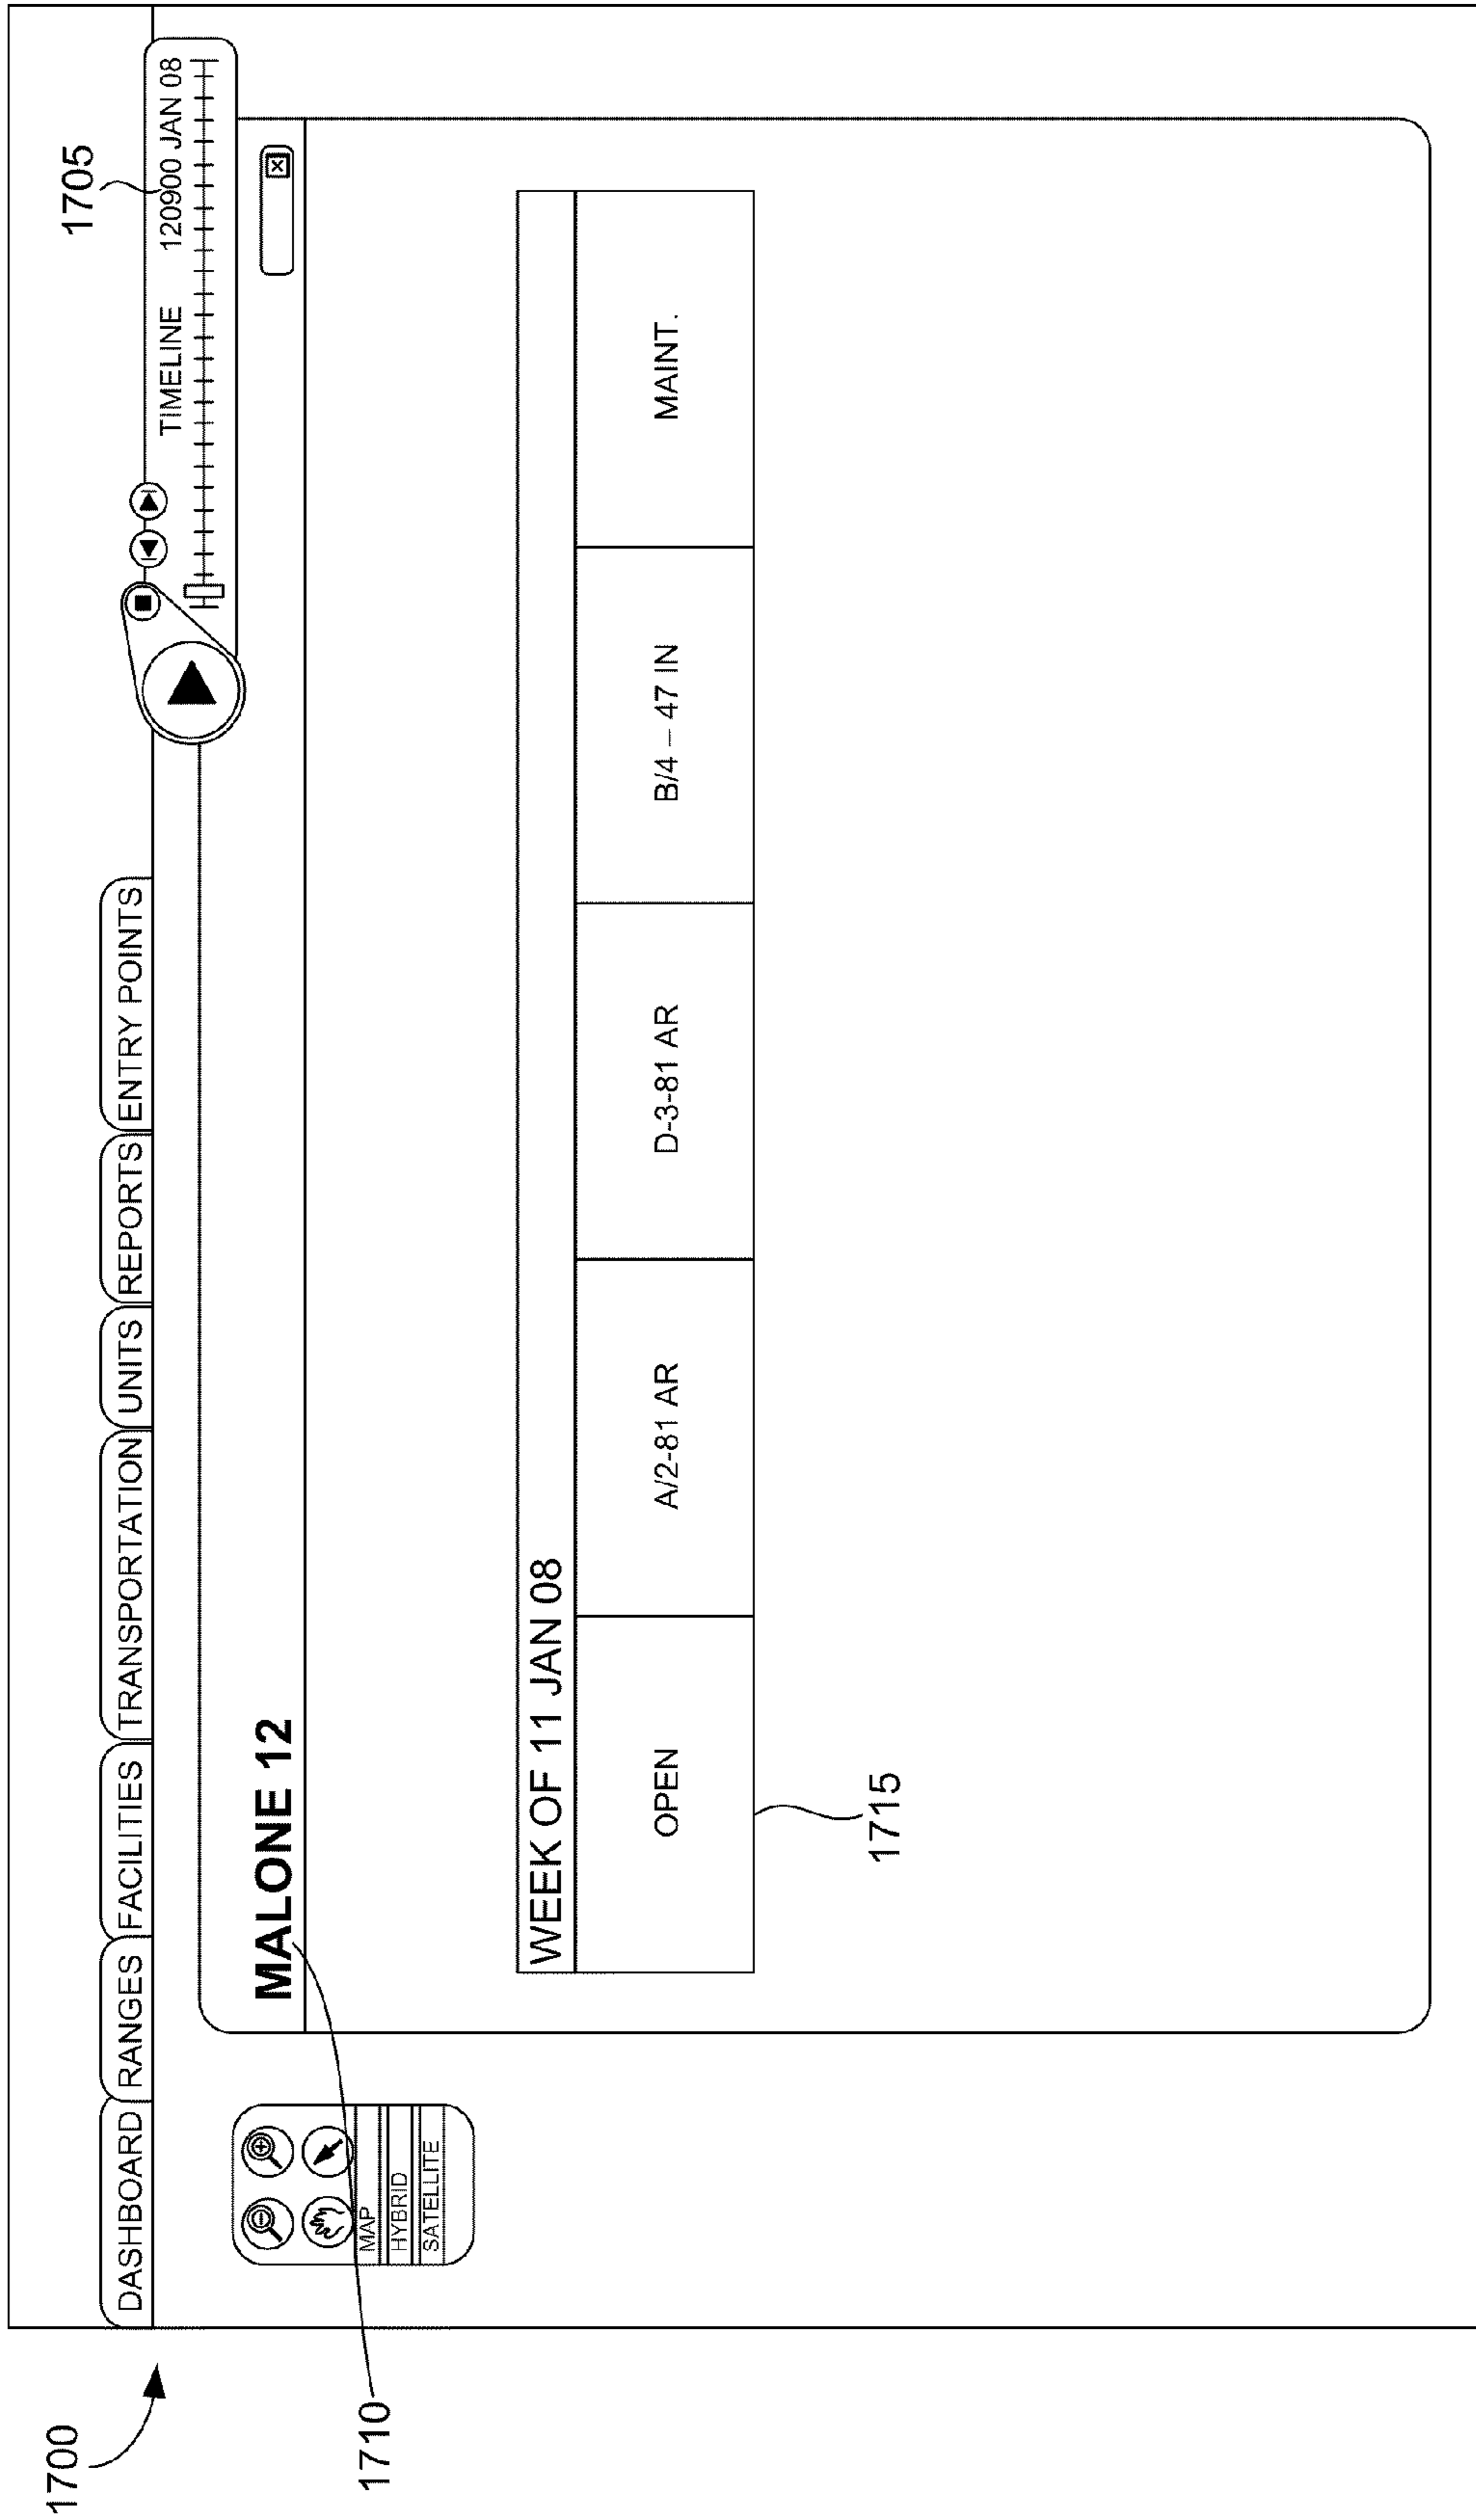 1700
1705
DASHBOARD RANGES FACILITIES TRANSPORTATION UNITS REPORTS ENTRY POINTS
TIMELINE 120900 JAN 08
MALONE 12
1710
MAP
HYBRID
SATELLITE
WEEK OF 11 JAN 08
OPEN A/2-81 AR D-3-81 AR B/4 – 47 IN MAINT.
1715